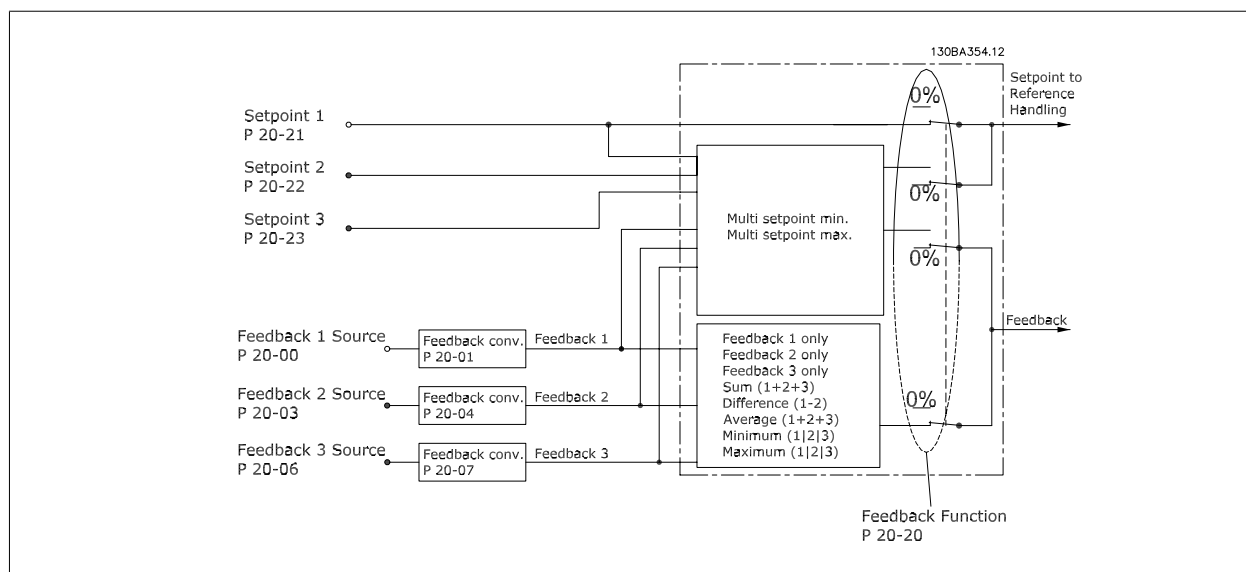 130BA354.12
Setpoint to
Reference
Handling
0%
Setpoint 1
P 20-21
Setpoint 2
P 20-22
0%
Setpoint 3
P 20-23
Multi setpoint min.
Multi setpoint max.
0%
Feedback
Feedback 1 Source
P 20-00
Feedback conv.
P 20-01
Feedback 1
Feedback 1 only
Feedback 2 only
Feedback 3 only
Sum (1+2+3)
Difference (1-2)
Average (1+2+3)
Minimum (1|2|3)
Maximum (1|2|3)
Feedback 2 Source
P 20-03
Feedback conv.
P 20-04
Feedback 2
0%
Feedback 3 Source
P 20-06
Feedback conv.
P 20-07
Feedback 3
Feedback Function
P 20-20